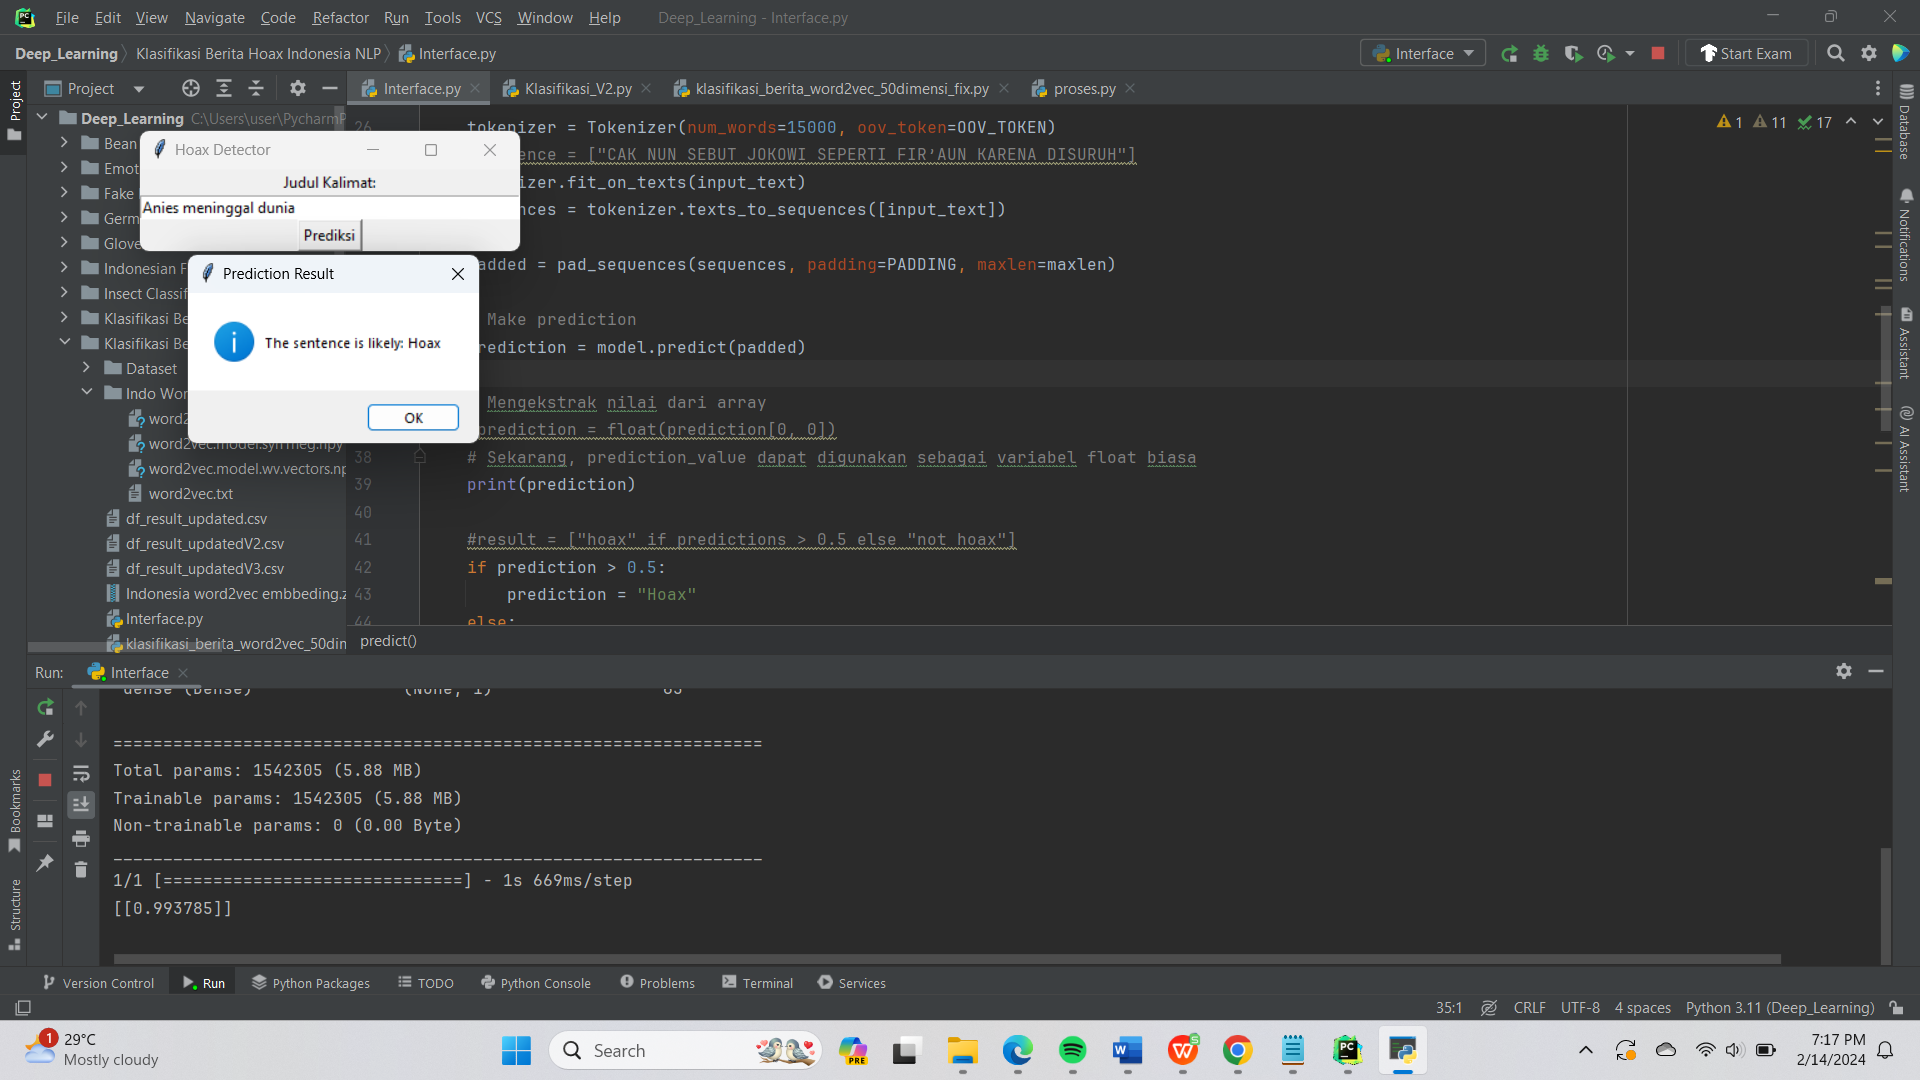 File Edit View Navigate Code Refactor Run Tools VCS Window Help Deep_Learning - Interface.py
Deep_Learning Klasifikasi Berita Hoax Indonesia NLP Interface.py
Interface Start Exam
Project
Interface.py Klasifikasi_V2.py klasifikasi_berita_word2vec_50dimensi_fix.py proses.py
Deep_Learning C:\Users\user\PycharmP
Bean
Emot
Fake
Germ
Glove
Indonesian F
Insect Classif
Klasifikasi Be
Klasifikasi Be
Dataset
Indo Wor
word2
word2vec.model.syn1neg.npy
word2vec.model.wv.vectors.np
word2vec.txt
df_result_updated.csv
df_result_updatedV2.csv
df_result_updatedV3.csv
Indonesia word2vec embbeding.z
Interface.py
klasifikasi_berita_word2vec_50din
Hoax Detector
Judul Kalimat:
Anies meninggal dunia
Prediksi
Prediction Result
The sentence is likely: Hoax
OK
26 tokenizer = Tokenizer(num_words=15000, oov_token=OOV_TOKEN)
ence = ["CAK NUN SEBUT JOKOWI SEPERTI FIR'AUN KARENA DISURUH"]
izer.fit_on_texts(input_text)
nces = tokenizer.texts_to_sequences([input_text])
added = pad_sequences(sequences, padding=PADDING, maxlen=maxlen)
Make prediction
rediction = model.predict(padded)
Mengekstrak nilai dari array
prediction = float(prediction[0, 0])
38 # Sekarang, prediction_value dapat digunakan sebagai variabel float biasa
39 print(prediction)
40
41 #result = ["hoax" if predictions > 0.5 else "not hoax"]
42 if prediction > 0.5:
43 prediction = "Hoax"
44 else:
1 11 17
predict()
Project
Bookmarks
Structure
Database
Notifications
Assistant
AI Assistant
Run: Interface
dense (Dense) (None, 1) 65
=================================================================
Total params: 1542305 (5.88 MB)
Trainable params: 1542305 (5.88 MB)
Non-trainable params: 0 (0.00 Byte)
_________________________________________________________________
1/1 [==============================] - 1s 669ms/step
[[0.993785]]
Version Control Run Python Packages TODO Python Console Problems Terminal Services
35:1 CRLF UTF-8 4 spaces Python 3.11 (Deep_Learning)
1 29°C
Mostly cloudy
Search
PRE
7:17 PM
2/14/2024